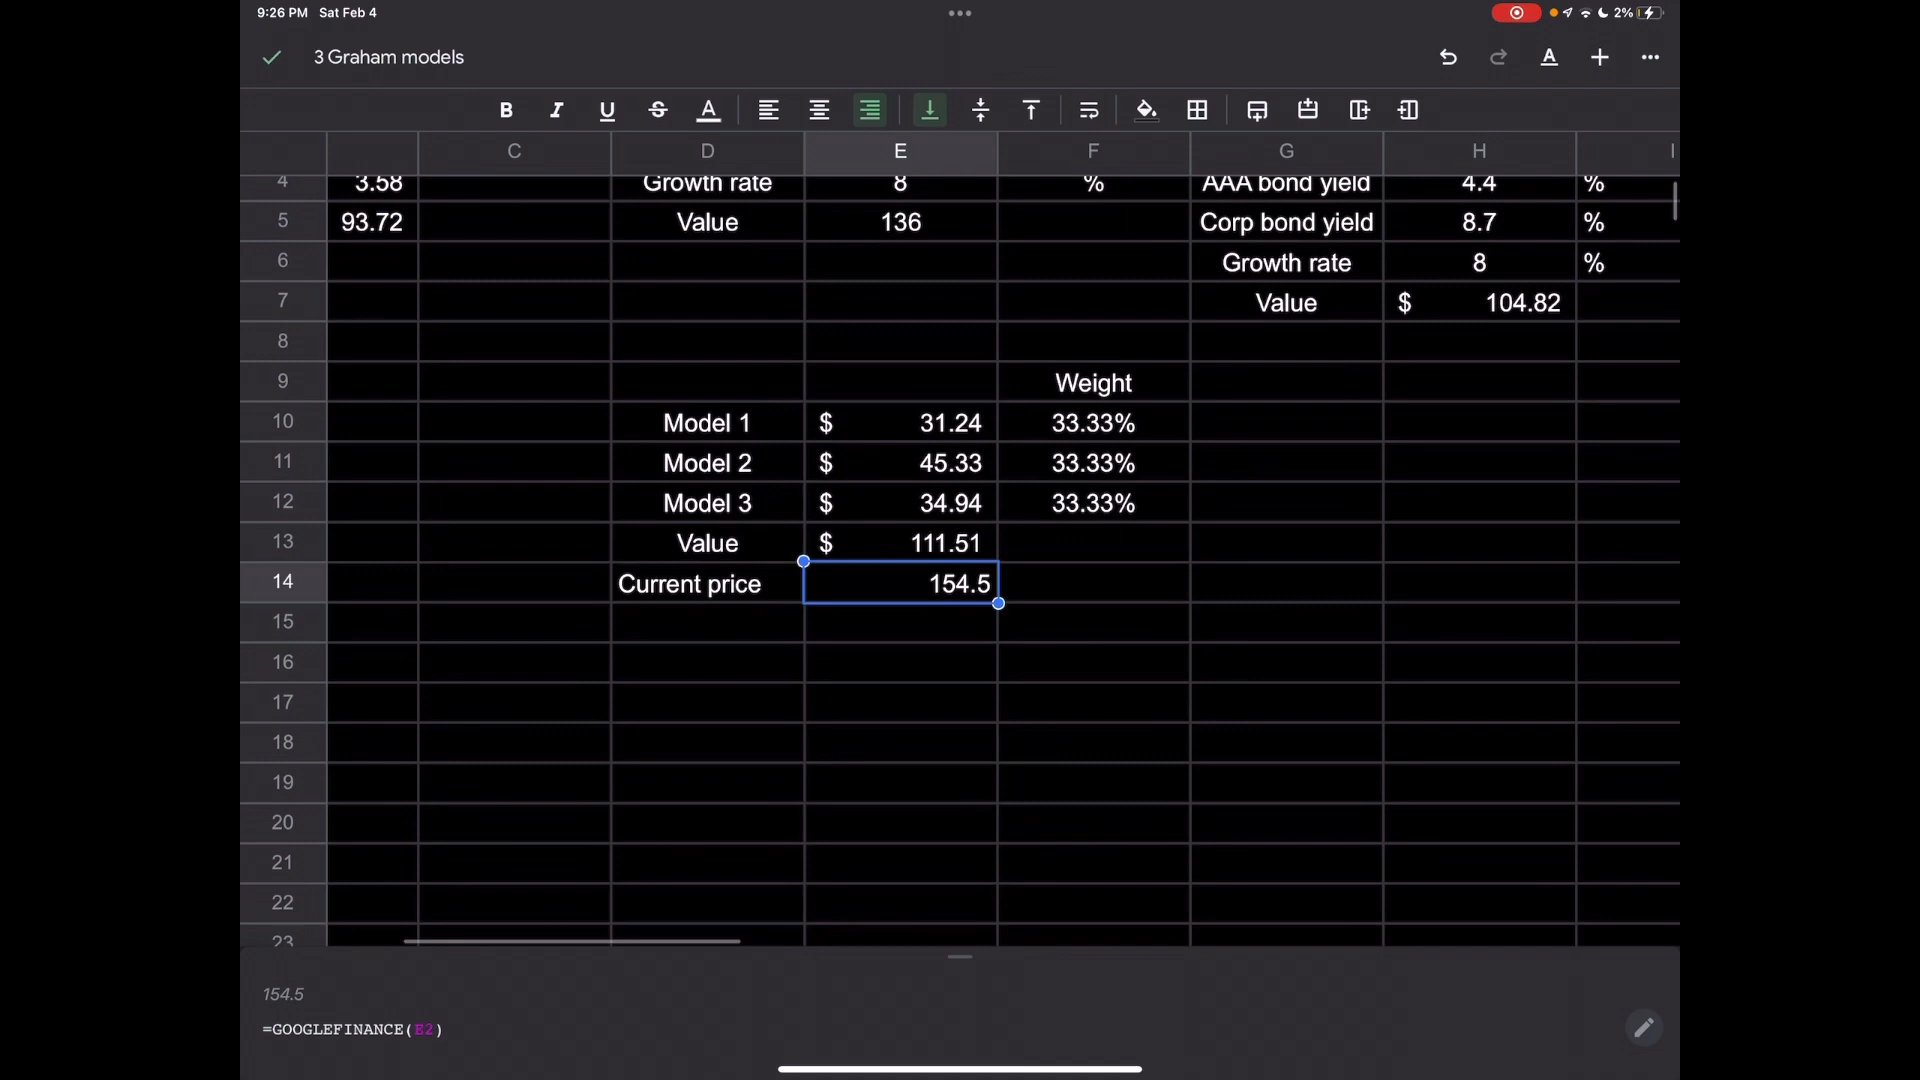 9:26 PM Sat Feb 4 2%
3 Graham models
B I U S A
C D E F G H I
4 3.58 Growth rate 8 % AAA bond yield 4.4 %
5 93.72 Value 136 Corp bond yield 8.7 %
6 Growth rate 8 %
7 Value $ 104.82
8
9 Weight
10 Model 1 $ 31.24 33.33%
11 Model 2 $ 45.33 33.33%
12 Model 3 $ 34.94 33.33%
13 Value $ 111.51
14 Current price 154.5
15
16
17
18
19
20
21
22
23
154.5
=GOOGLEFINANCE(E2)